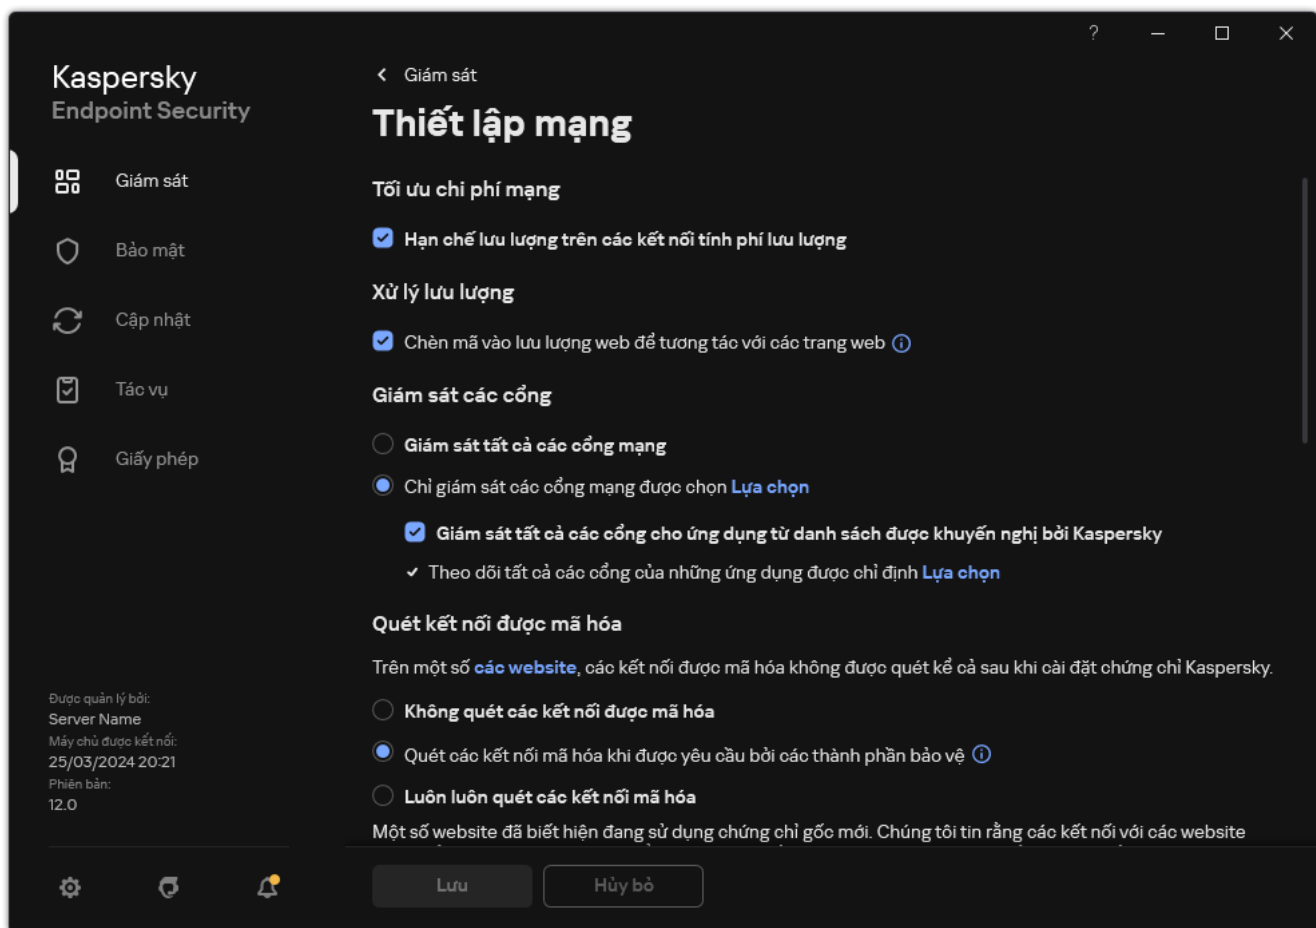 ?
Kaspersky
Endpoint Security
Giám sát
Bảo mật
Cập nhật
Tác vụ
Giấy phép
Được quản lý bởi:
Server Name
Máy chủ được kết nối:
25/03/2024 20:21
Phiên bản:
12.0
Giám sát
Thiết lập mạng
Tối ưu chi phí mạng
Hạn chế lưu lượng trên các kết nối tính phí lưu lượng
Xử lý lưu lượng
Chèn mã vào lưu lượng web để tương tác với các trang web
Giám sát các cổng
Giám sát tất cả các cổng mạng
Chỉ giám sát các cổng mạng được chọn Lựa chọn
Giám sát tất cả các cổng cho ứng dụng từ danh sách được khuyến nghị bởi Kaspersky
Theo dõi tất cả các cổng của những ứng dụng được chỉ định Lựa chọn
Quét kết nối được mã hóa
Trên một số các website, các kết nối được mã hóa không được quét kể cả sau khi cài đặt chứng chỉ Kaspersky.
Không quét các kết nối được mã hóa
Quét các kết nối mã hóa khi được yêu cầu bởi các thành phần bảo vệ
Luôn luôn quét các kết nối mã hóa
Một số website đã biết hiện đang sử dụng chứng chỉ gốc mới. Chúng tôi tin rằng các kết nối với các website
Lưu
Hủy bỏ